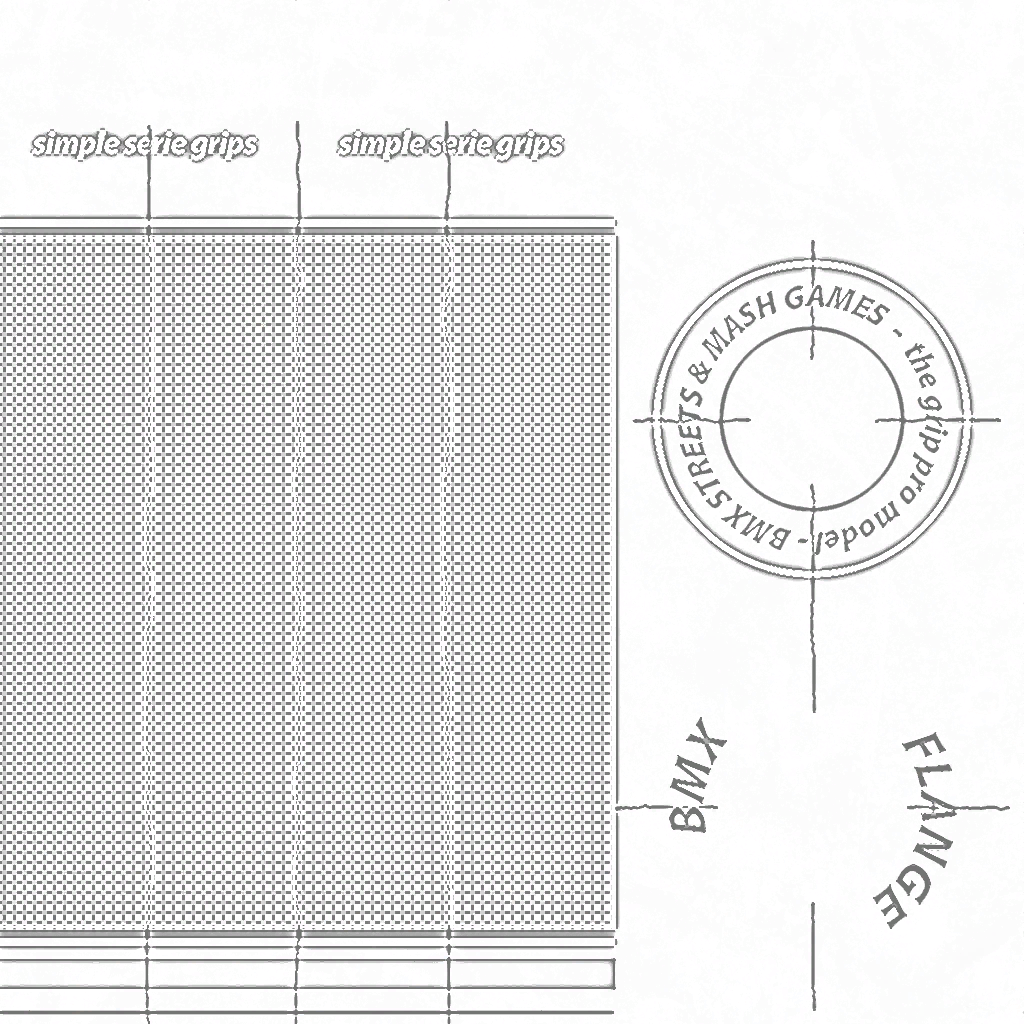 simple serie grips
simple serie grips
BMX STREETS & MASH GAMES - the grip pro model -
BMX
FLANGE